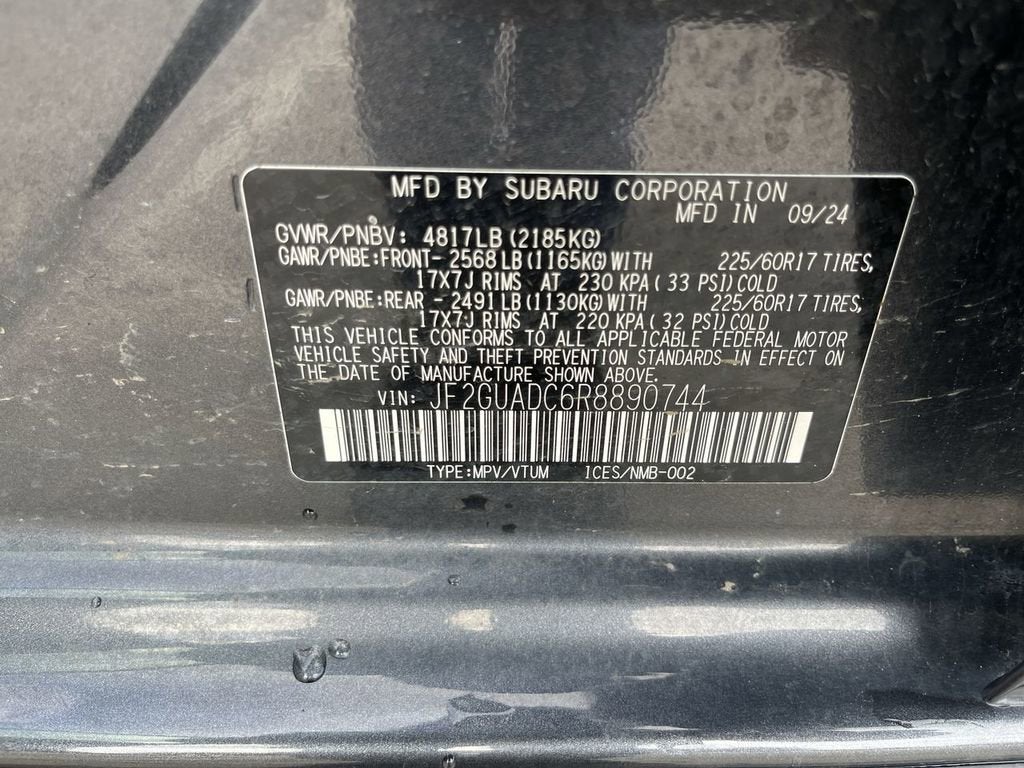 MFD BY SUBARU CORPORATION
MFD IN 09/24
GVWR/PNBV: 4817LB (2185KG)
GAWR/PNBE:FRONT- 2568 LB (1165KG) WITH 225/60R17 TIRES,
17X7J RIMS AT 230 KPA ( 33 PSI) COLD
GAWR/PNBE:REAR - 2491 LB (1130KG) WITH 225/60R17 TIRES,
17X7J RIMS AT 220 KPA ( 32 PSI) COLD
THIS VEHICLE CONFORMS TO ALL APPLICABLE FEDERAL MOTOR
VEHICLE SAFETY AND THEFT PREVENTION STANDARDS IN EFFECT ON
THE DATE OF MANUFACTURE SHOWN ABOVE.
VIN: JF2GUADC6R8890744
TYPE:MPV/VTUM ICES/NMB-002